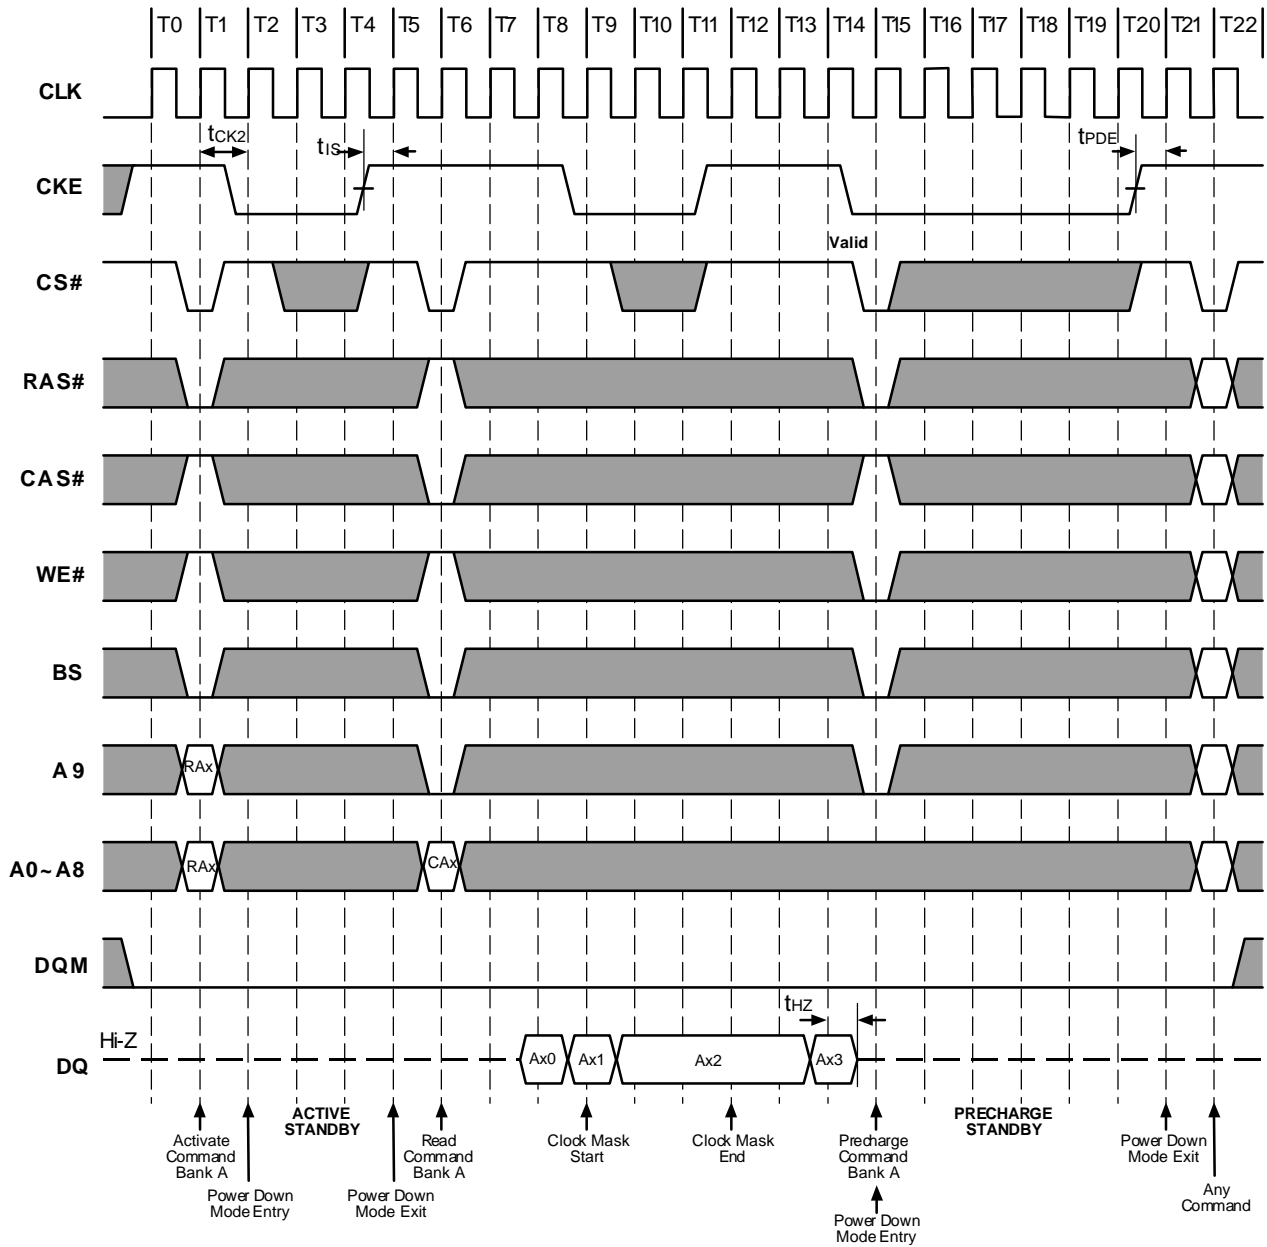 T0 T1 T2 T3 T4 T5 T6 T7 T8 T9 T10 T11 T12 T13 T14 T15 T16 T17 T18 T19 T20 T21 T22
CLK
tCK2
tIS
tPDE
CKE
Valid
CS#
RAS#
CAS#
WE#
BS
A9
RAx
A0~A8
RAx
CAx
DQM
tHZ
Hi-Z
DQ
Ax0
Ax1
Ax2
Ax3
ACTIVE
STANDBY
PRECHARGE
STANDBY
Activate
Command
Bank A
Power Down
Mode Entry
Power Down
Mode Exit
Read
Command
Bank A
Clock Mask
Start
Clock Mask
End
Precharge
Command
Bank A
Power Down
Mode Entry
Power Down
Mode Exit
Any
Command